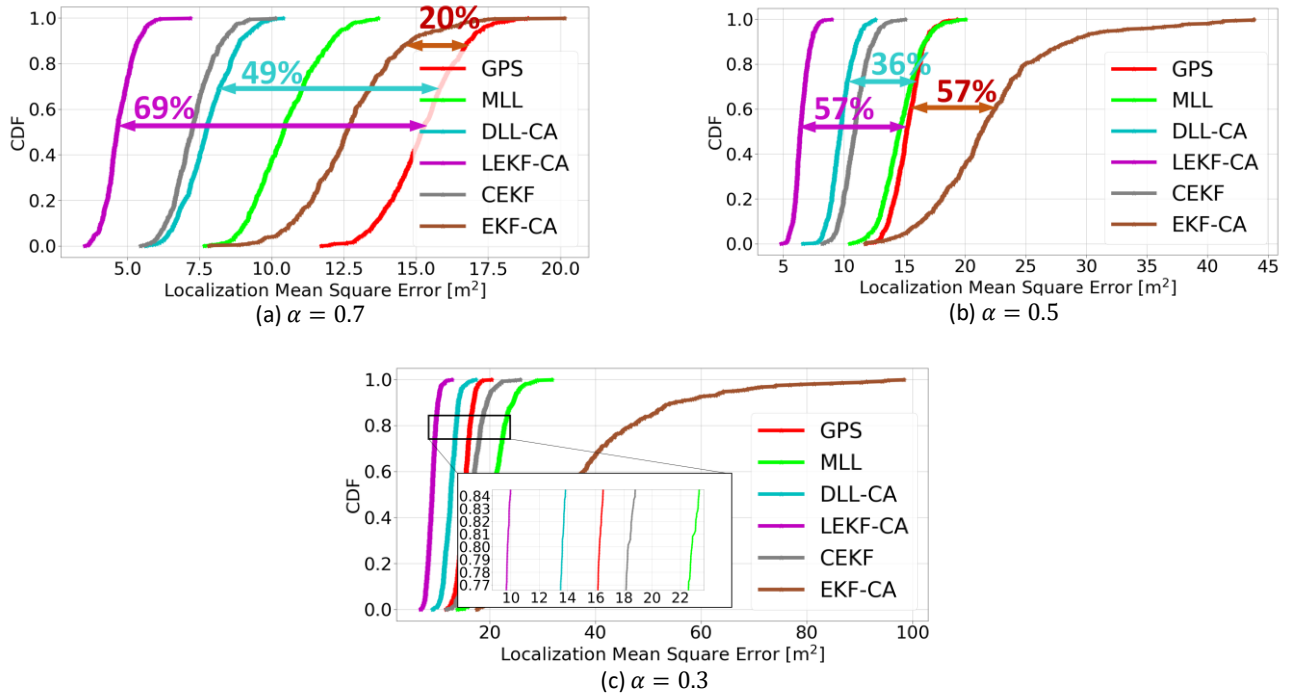 1.0
0.8
0.6
0.4
0.2
0.0
CDF
20%
49%
69%
GPS
MLL
DLL-CA
LEKF-CA
CEKF
EKF-CA
5.0 7.5 10.0 12.5 15.0 17.5 20.0
Localization Mean Square Error [m²]
(a) 𝛼 = 0.7
1.0
0.8
0.6
0.4
0.2
0.0
CDF
36%
57%
57%
GPS
MLL
DLL-CA
LEKF-CA
CEKF
EKF-CA
5 10 15 20 25 30 35 40 45
Localization Mean Square Error [m²]
(b) 𝛼 = 0.5
1.0
0.8
0.6
0.4
0.2
0.0
CDF
GPS
MLL
DLL-CA
LEKF-CA
CEKF
EKF-CA
0.84
0.83
0.82
0.81
0.80
0.79
0.78
0.77
10 12 14 16 18 20 22
20 40 60 80 100
Localization Mean Square Error [m²]
(c) 𝛼 = 0.3